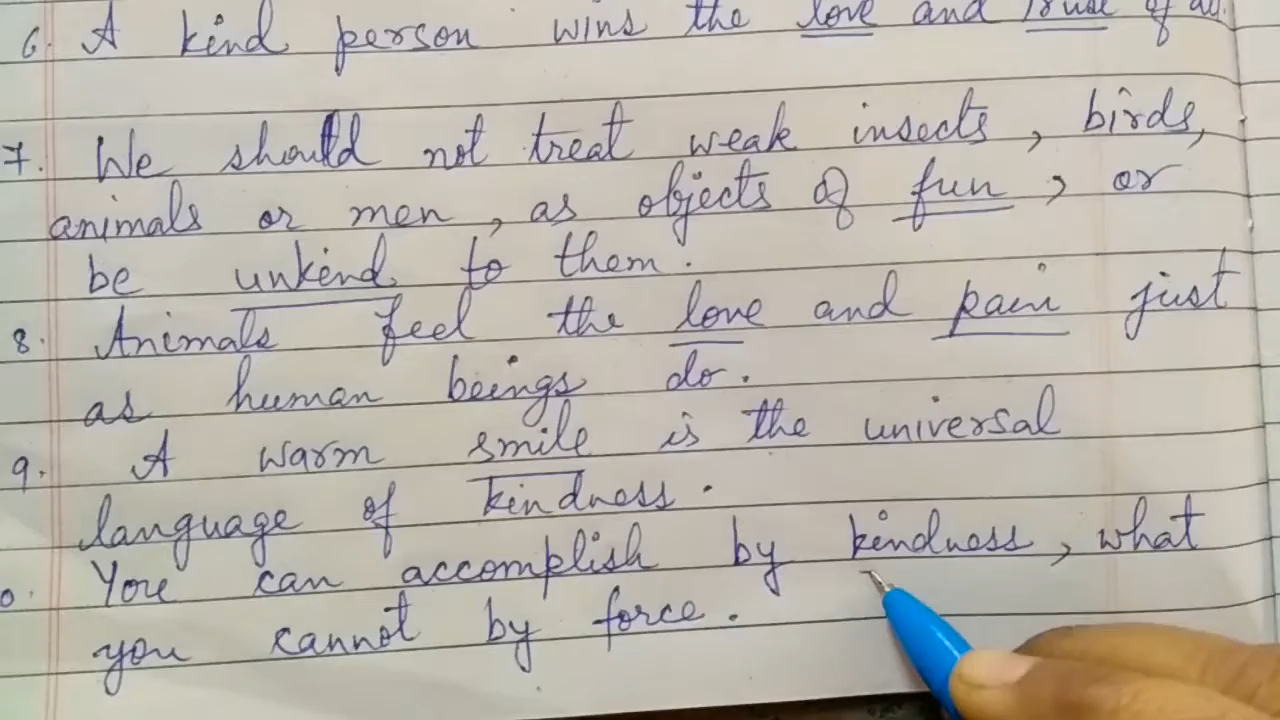 6. A kind person wins the love and of all.
7. We should not treat weak insects, birds,
animals or men, as objects of fun, or
be unkind to them.
8. Animals feel the love and pain just
as human beings do.
9. A warm smile is the universal
language of kindness.
0. You can accomplish by kindness, what
you cannot by force.